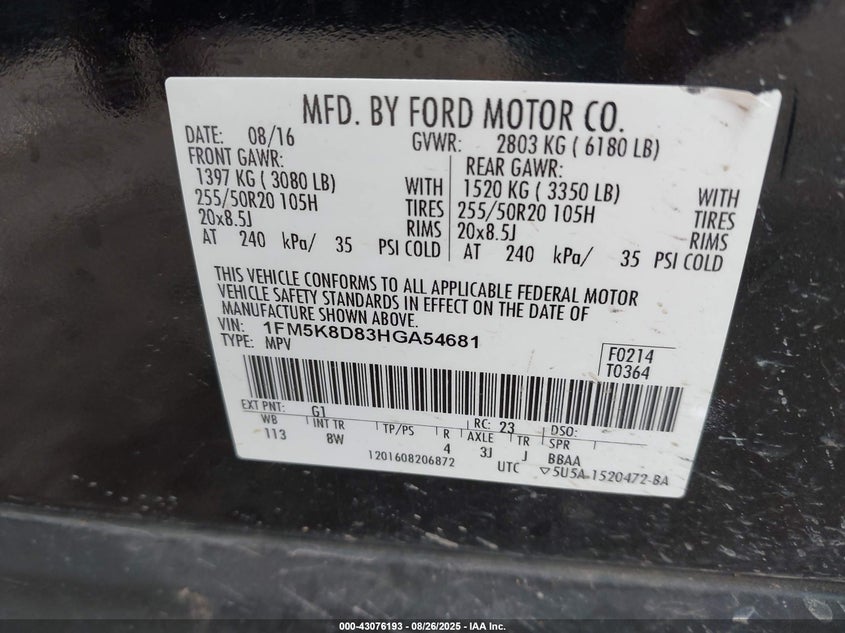 MFD. BY FORD MOTOR CO.
DATE: 08/16 GVWR: 2803 KG ( 6180 LB)
FRONT GAWR: REAR GAWR:
1397 KG ( 3080 LB) WITH 1520 KG ( 3350 LB) WITH
255/50R20 105H TIRES 255/50R20 105H TIRES
20x8.5J RIMS 20x8.5J RIMS
AT 240 kPa/ 35 PSI COLD AT 240 kPa/ 35 PSI COLD
THIS VEHICLE CONFORMS TO ALL APPLICABLE FEDERAL MOTOR
VEHICLE SAFETY STANDARDS IN EFFECT ON THE DATE OF
MANUFACTURE SHOWN ABOVE.
VIN: 1FM5K8D83HGA54681
TYPE: MPV
F0214
T0364
EXT PNT: G1 RC: 23 DSO:
WB INT TR TP/PS R AXLE TR SPR
113 8W 4 3J J BBAA
1201608206872 UTC ▽5U5A-1520472-BA
000-43076193 - 08/26/2025 - IAA Inc.